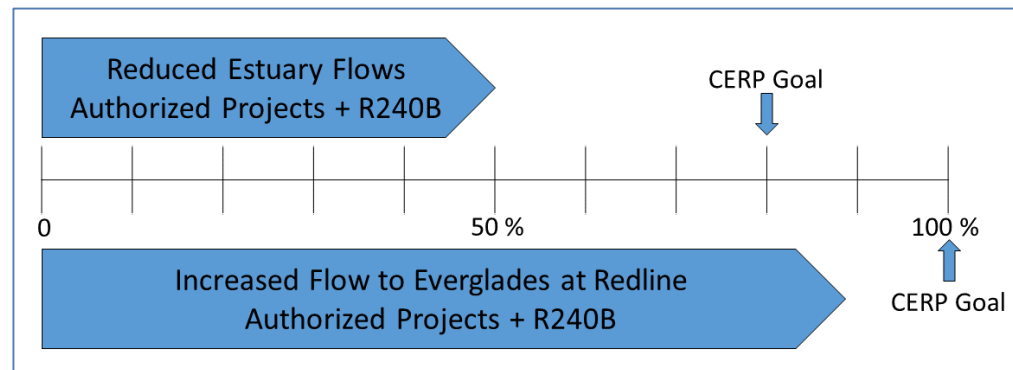 Reduced Estuary Flows
Authorized Projects + R240B
CERP Goal
0
50 %
100 %
Increased Flow to Everglades at Redline
Authorized Projects + R240B
CERP Goal